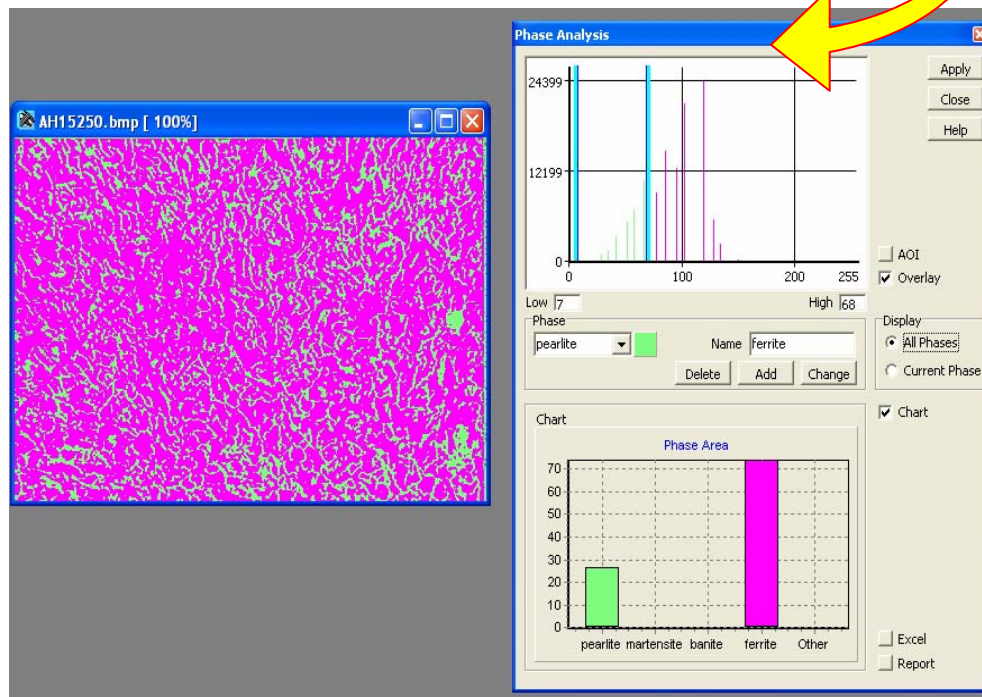 Phase Analysis
24399
12199
0
0 100 200 255
Low 7 High 68
Apply
Close
Help
AOI
Overlay
AH15250.bmp [ 100%]
Phase
pearlite Name ferrite
Delete Add Change
Display
All Phases
Current Phase
Chart
Chart
Phase Area
70
60
50
40
30
20
10
0
pearlite martensite banite ferrite Other
Excel
Report